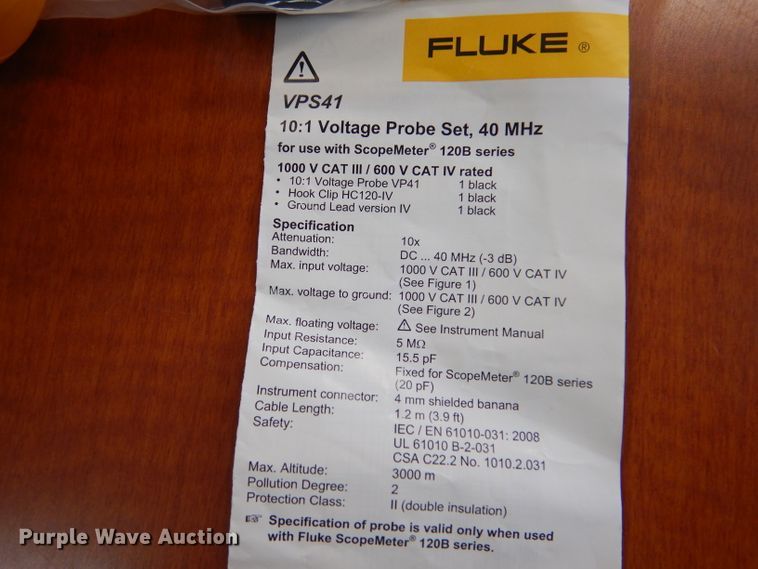 FLUKE ®
VPS41
10:1 Voltage Probe Set, 40 MHz
for use with ScopeMeter® 120B series
1000 V CAT III / 600 V CAT IV rated
• 10:1 Voltage Probe VP41 1 black
• Hook Clip HC120-IV 1 black
• Ground Lead version IV 1 black
Specification
Attenuation: 10x
Bandwidth: DC ... 40 MHz (-3 dB)
Max. input voltage: 1000 V CAT III / 600 V CAT IV
(See Figure 1)
Max. voltage to ground: 1000 V CAT III / 600 V CAT IV
(See Figure 2)
Max. floating voltage: ⚠ See Instrument Manual
Input Resistance: 5 MΩ
Input Capacitance: 15.5 pF
Compensation: Fixed for ScopeMeter® 120B series
(20 pF)
Instrument connector: 4 mm shielded banana
Cable Length: 1.2 m (3.9 ft)
Safety: IEC / EN 61010-031: 2008
UL 61010 B-2-031
CSA C22.2 No. 1010.2.031
Max. Altitude: 3000 m
Pollution Degree: 2
Protection Class: II (double insulation)
☞ Specification of probe is valid only when used
with Fluke ScopeMeter® 120B series.
Purple Wave Auction